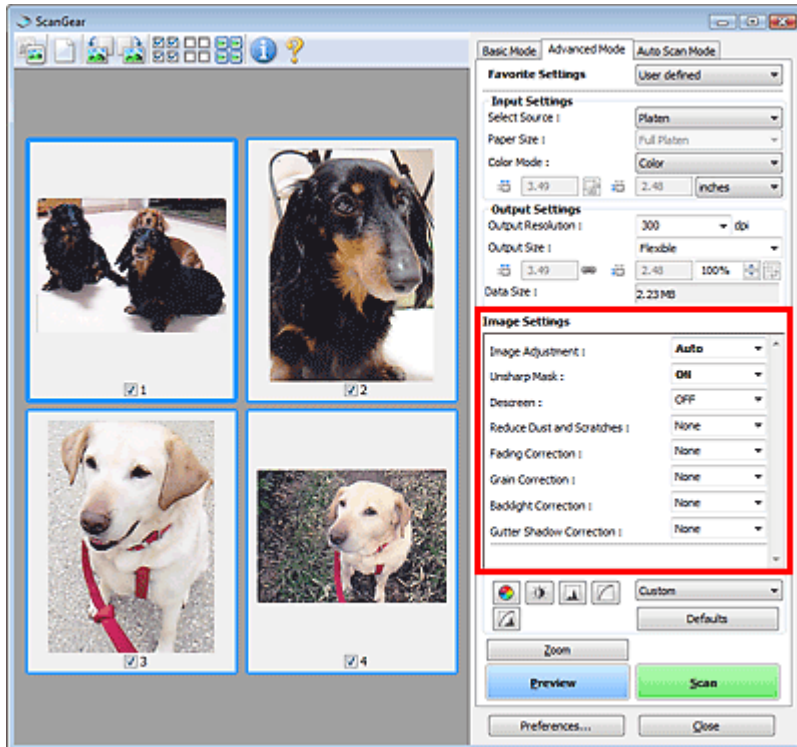 ScanGear
Basic Mode Advanced Mode Auto Scan Mode
Favorite Settings User defined
Input Settings
Select Source : Platen
Paper Size : Full Platen
Color Mode : Color
3.49 2.48 inches
Output Settings
Output Resolution : 300 dpi
Output Size : Flexible
3.49 2.48 100%
Data Size : 2.23 MB
Image Settings
Image Adjustment : Auto
Unsharp Mask : ON
Descreen : OFF
Reduce Dust and Scratches : None
Fading Correction : None
Grain Correction : None
Backlight Correction : None
Gutter Shadow Correction : None
Custom
Defaults
Zoom
Preview Scan
Preferences... Close
1 2
3 4